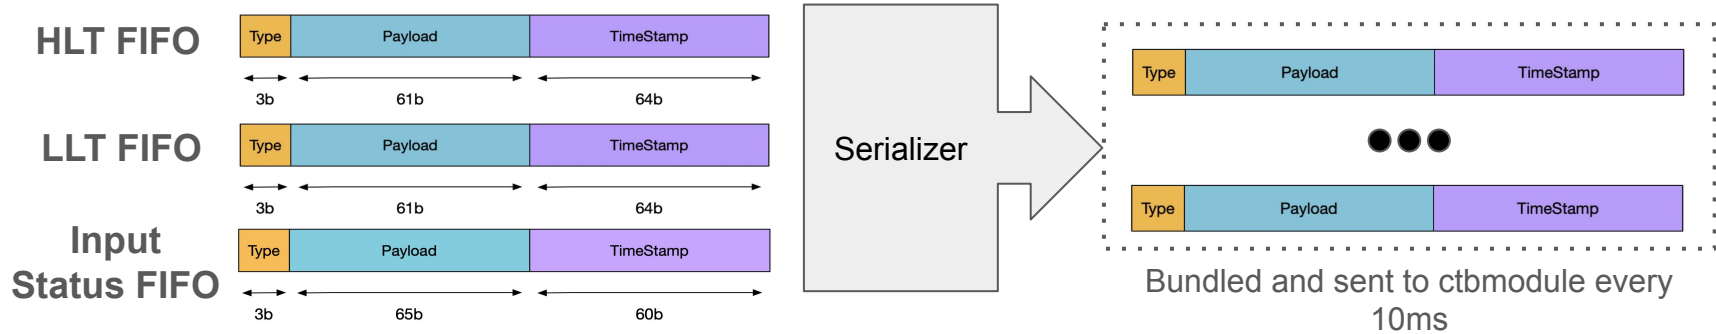 HLT FIFO
Type Payload TimeStamp
3b 61b 64b
LLT FIFO
Type Payload TimeStamp
3b 61b 64b
Input
Status FIFO
Type Payload TimeStamp
3b 65b 60b
Serializer
Type Payload TimeStamp
Type Payload TimeStamp
Bundled and sent to ctbmodule every
10ms